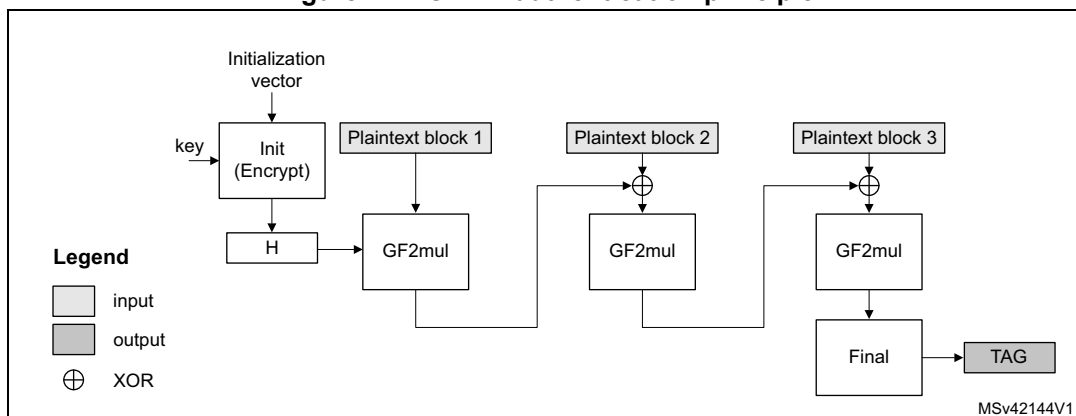 Initialization
vector
key
Init
(Encrypt)
Plaintext block 1
Plaintext block 2
Plaintext block 3
H
GF2mul
GF2mul
GF2mul
Legend
input
output
XOR
Final
TAG
MSv42144V1